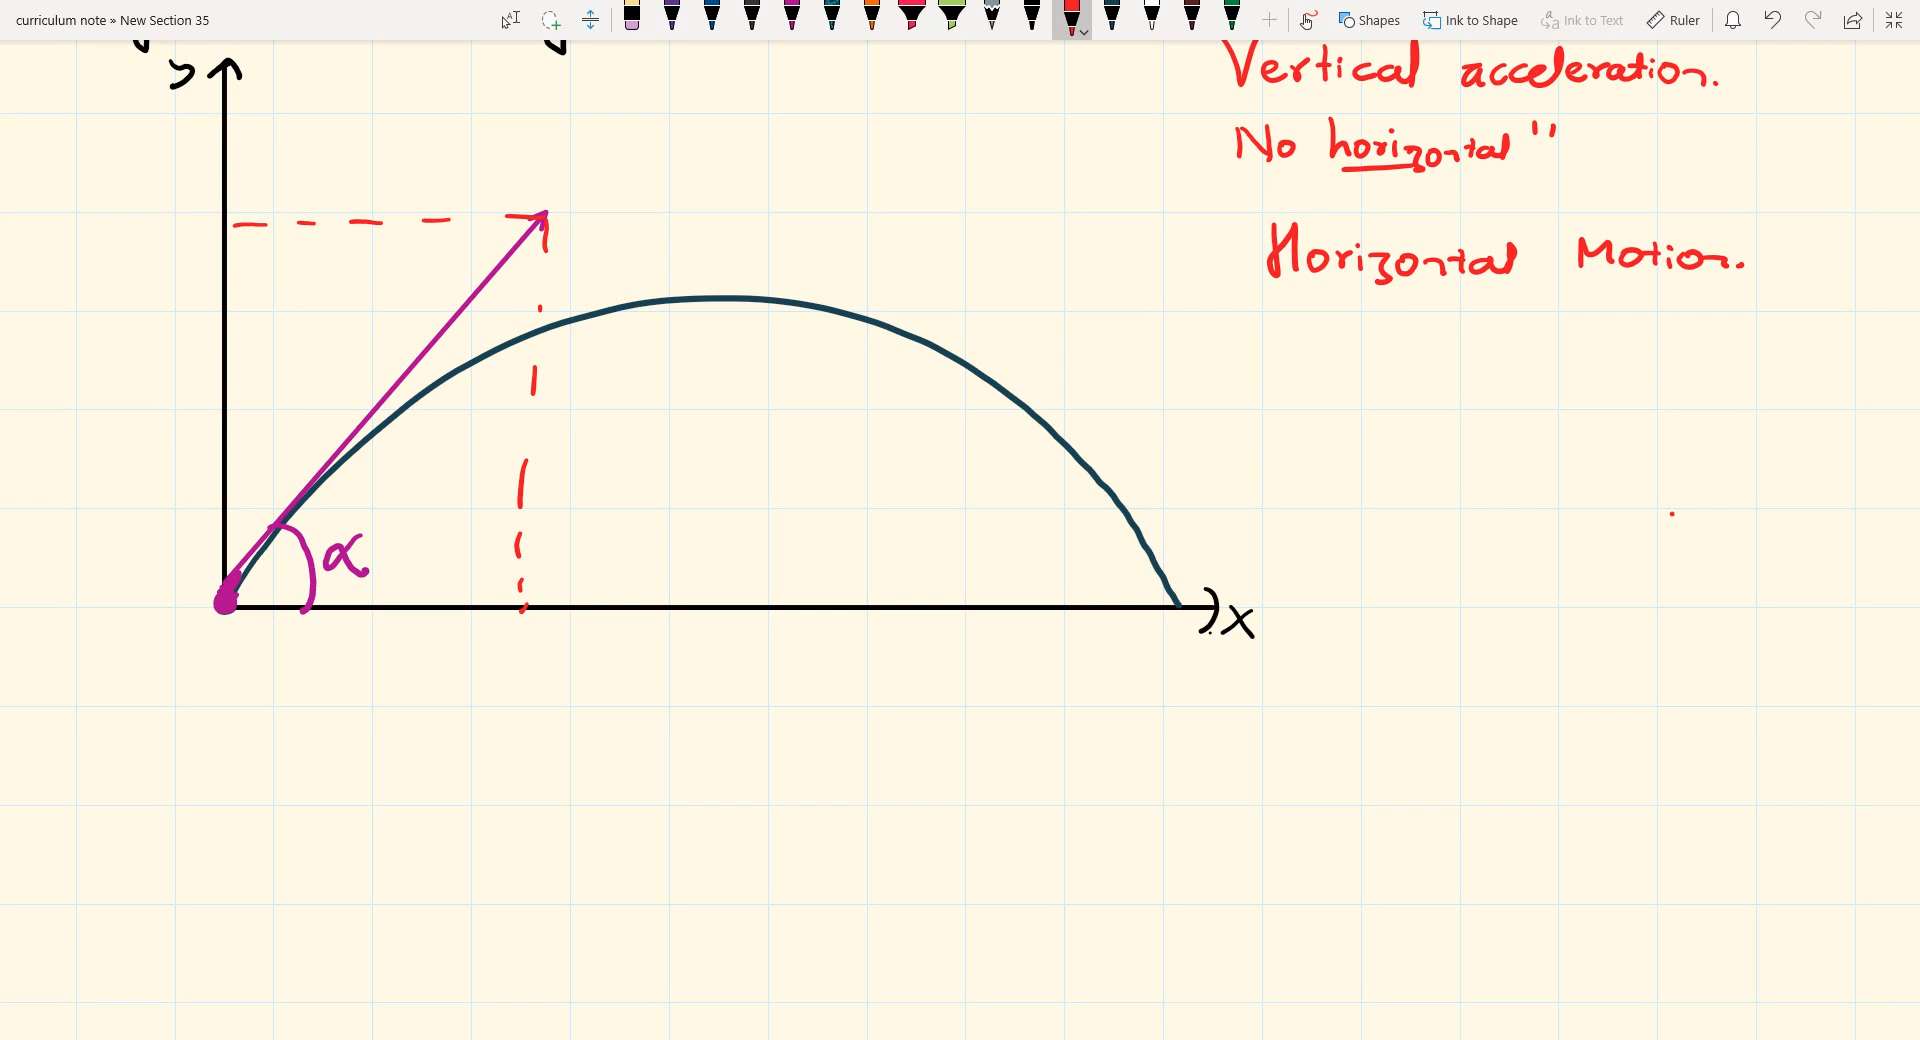 curriculum note » New Section 35
Shapes
Ink to Shape
Ink to Text
Ruler
Vertical acceleration.
No horizontal "
Horizontal Motion.
y
α
x